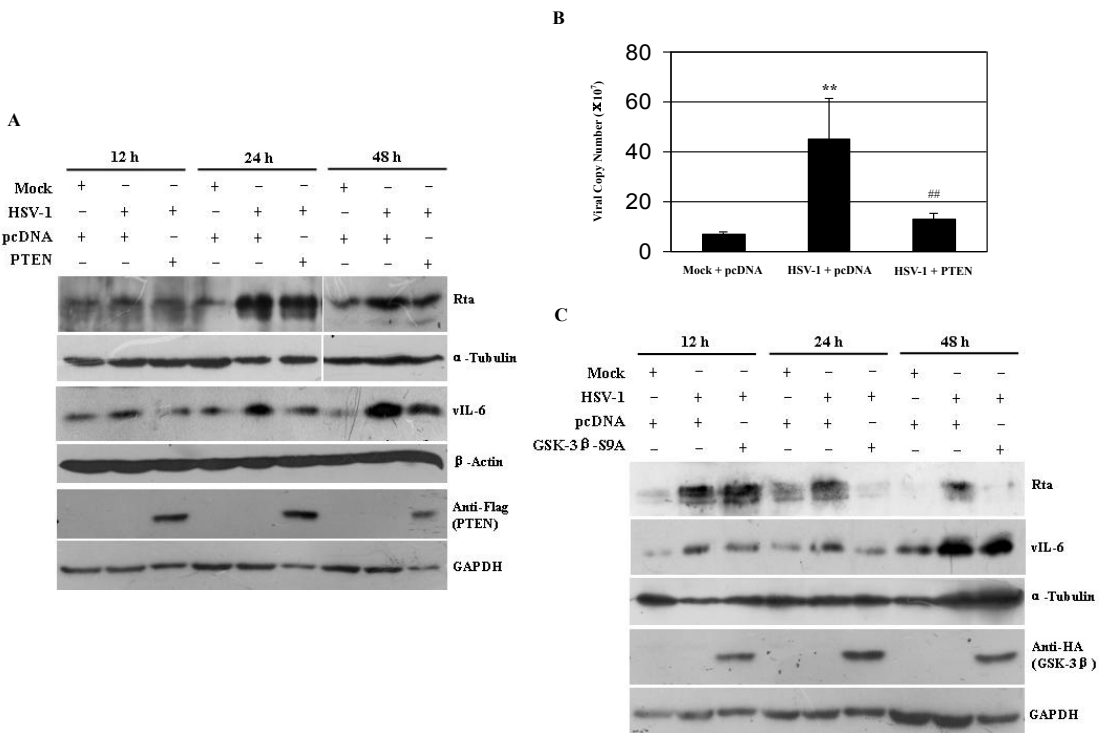 A
12 h 24 h 48 h
Mock + – – + – – + – –
HSV-1 – + + – + + – + +
pcDNA + + – + + – + + –
PTEN – – + – – + – – +
Rta
α-Tubulin
vIL-6
β-Actin
Anti-Flag
(PTEN)
GAPDH
B
Viral Copy Number (×10⁷)
80
60
40
20
0
**
##
Mock + pcDNA HSV-1 + pcDNA HSV-1 + PTEN
C
12 h 24 h 48 h
Mock + – – + – – + – –
HSV-1 – + + – + + – + +
pcDNA + + – + + – + + –
GSK-3β-S9A – – + – – + – – +
Rta
vIL-6
α-Tubulin
Anti-HA
(GSK-3β)
GAPDH